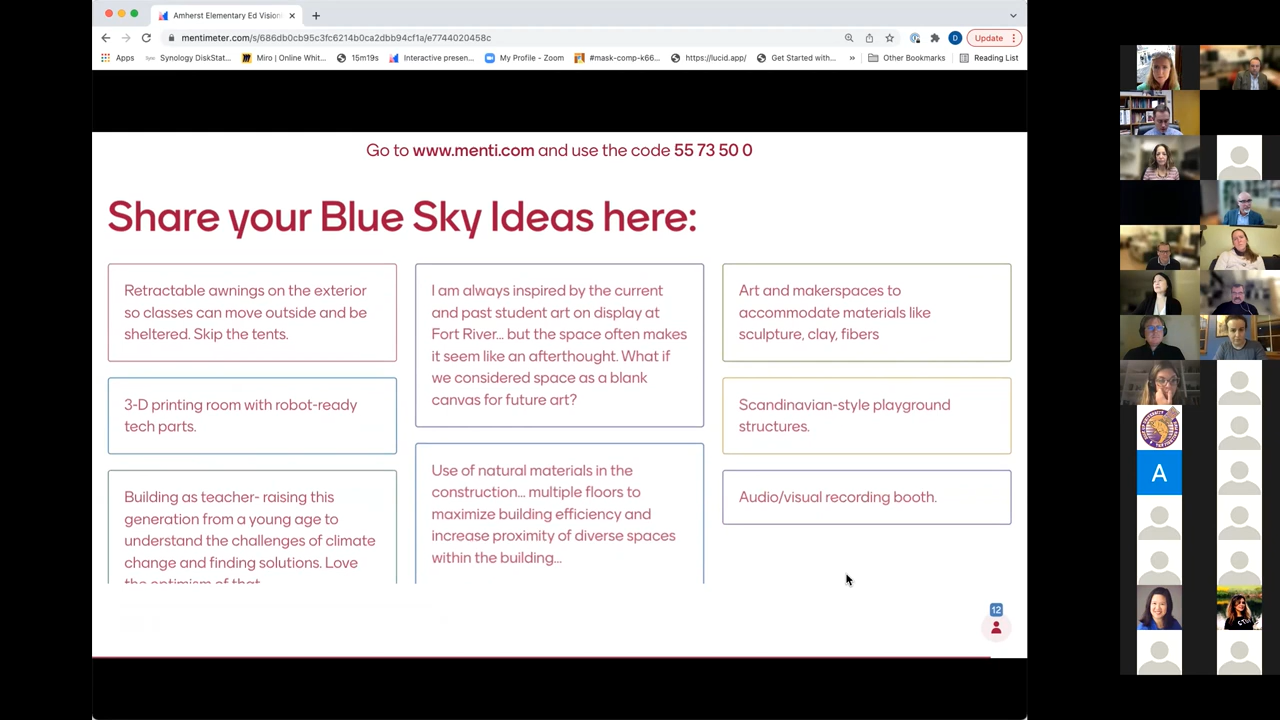 Amherst Elementary Ed Vision
mentimeter.com/s/686db0cb95c3fc6214b0ca2dbb94cf1a/e7744020458c
Update
Apps
Synology DiskStat...
Miro | Online Whit...
15m19s
Interactive presen...
My Profile - Zoom
#mask-comp-k66...
https://lucid.app/
Get Started with...
Other Bookmarks
Reading List
Go to www.menti.com and use the code 55 73 50 0
Share your Blue Sky Ideas here:
Retractable awnings on the exterior
so classes can move outside and be
sheltered. Skip the tents.
3-D printing room with robot-ready
tech parts.
Building as teacher- raising this
generation from a young age to
understand the challenges of climate
change and finding solutions. Love
the optimism of that
I am always inspired by the current
and past student art on display at
Fort River... but the space often makes
it seem like an afterthought. What if
we considered space as a blank
canvas for future art?
Use of natural materials in the
construction... multiple floors to
maximize building efficiency and
increase proximity of diverse spaces
within the building...
Art and makerspaces to
accommodate materials like
sculpture, clay, fibers
Scandinavian-style playground
structures.
Audio/visual recording booth.
12
D
A